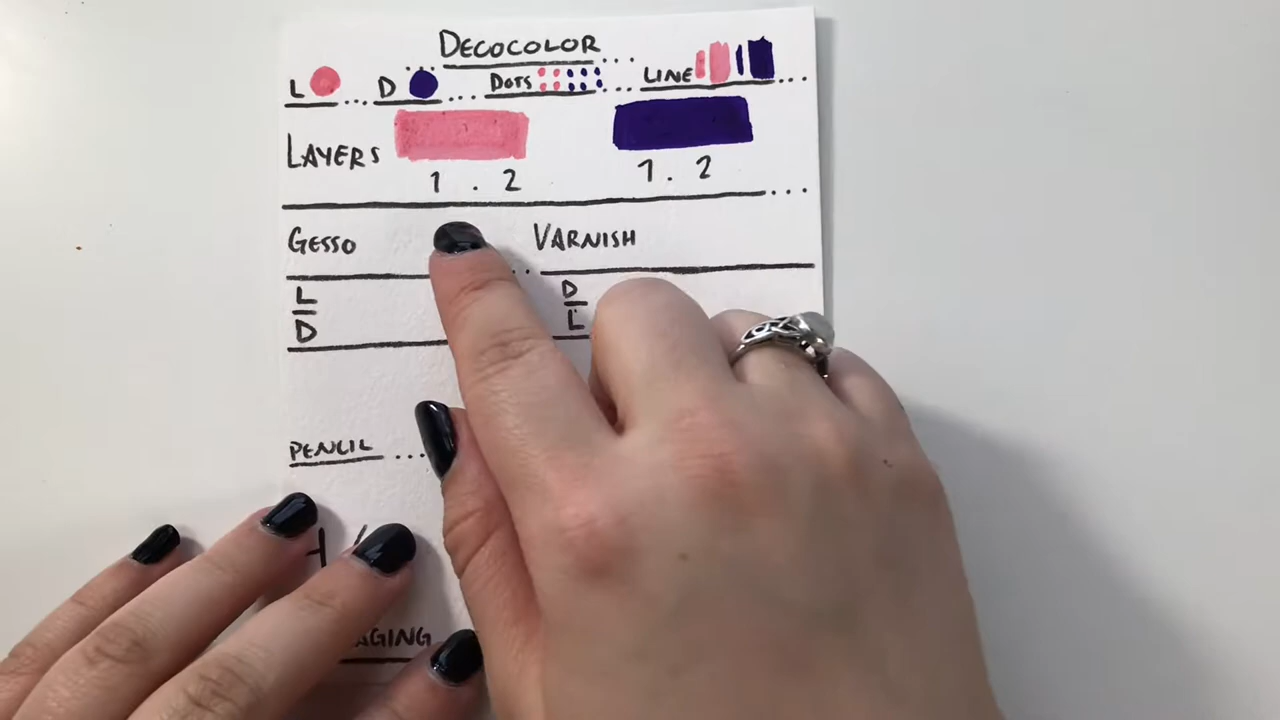 DECOCOLOR
L D DOTS LINE
LAYERS
1 . 2 1 . 2
GESSO VARNISH
L D
D L
PENCIL
AGING